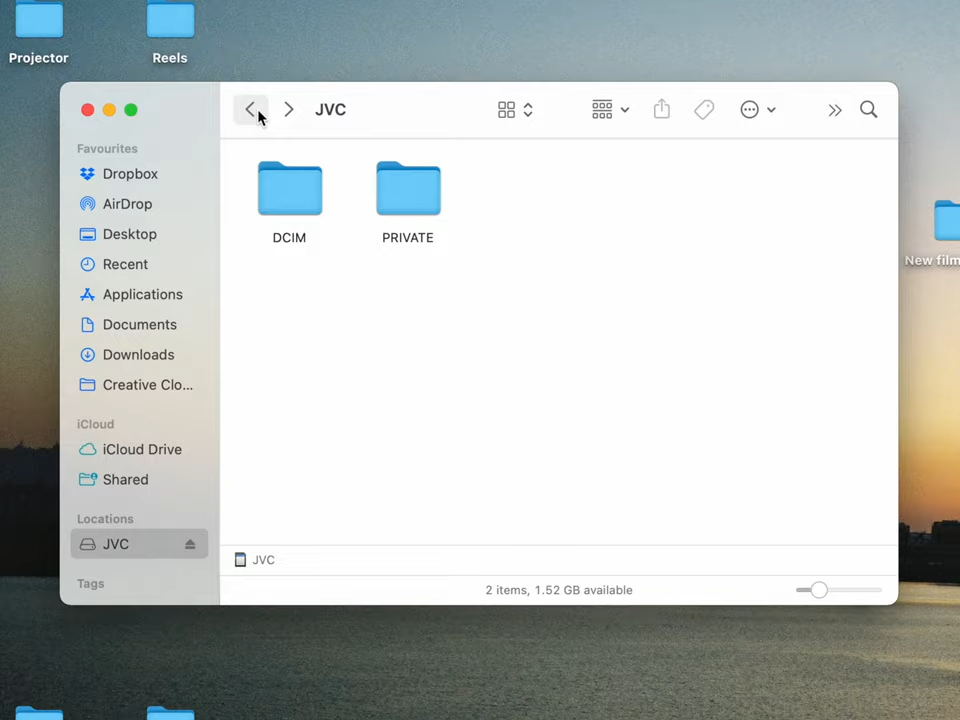 Projector
Reels
JVC
Favourites
Dropbox
AirDrop
Desktop
Recent
Applications
Documents
Downloads
Creative Clo...
iCloud
iCloud Drive
Shared
Locations
JVC
Tags
DCIM
PRIVATE
New film
JVC
2 items, 1.52 GB available